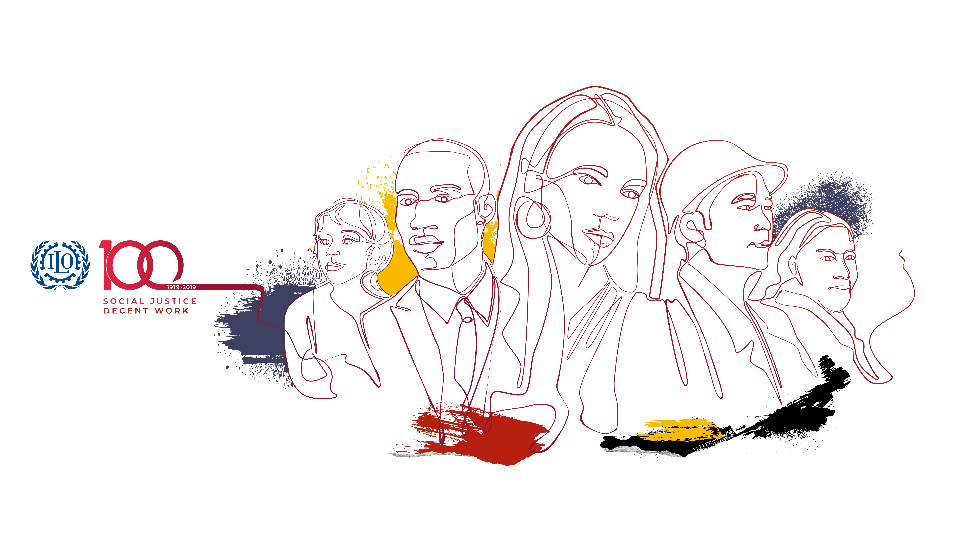 ILO
100
1919-2019
SOCIAL JUSTICE
DECENT WORK